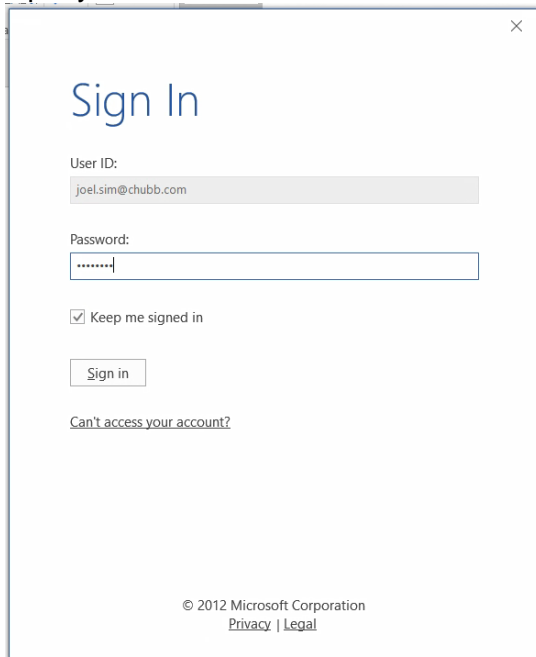 Sign In
User ID:
joel.sim@chubb.com
Password:
••••••••
Keep me signed in
Sign in
Can't access your account?
© 2012 Microsoft Corporation
Privacy | Legal